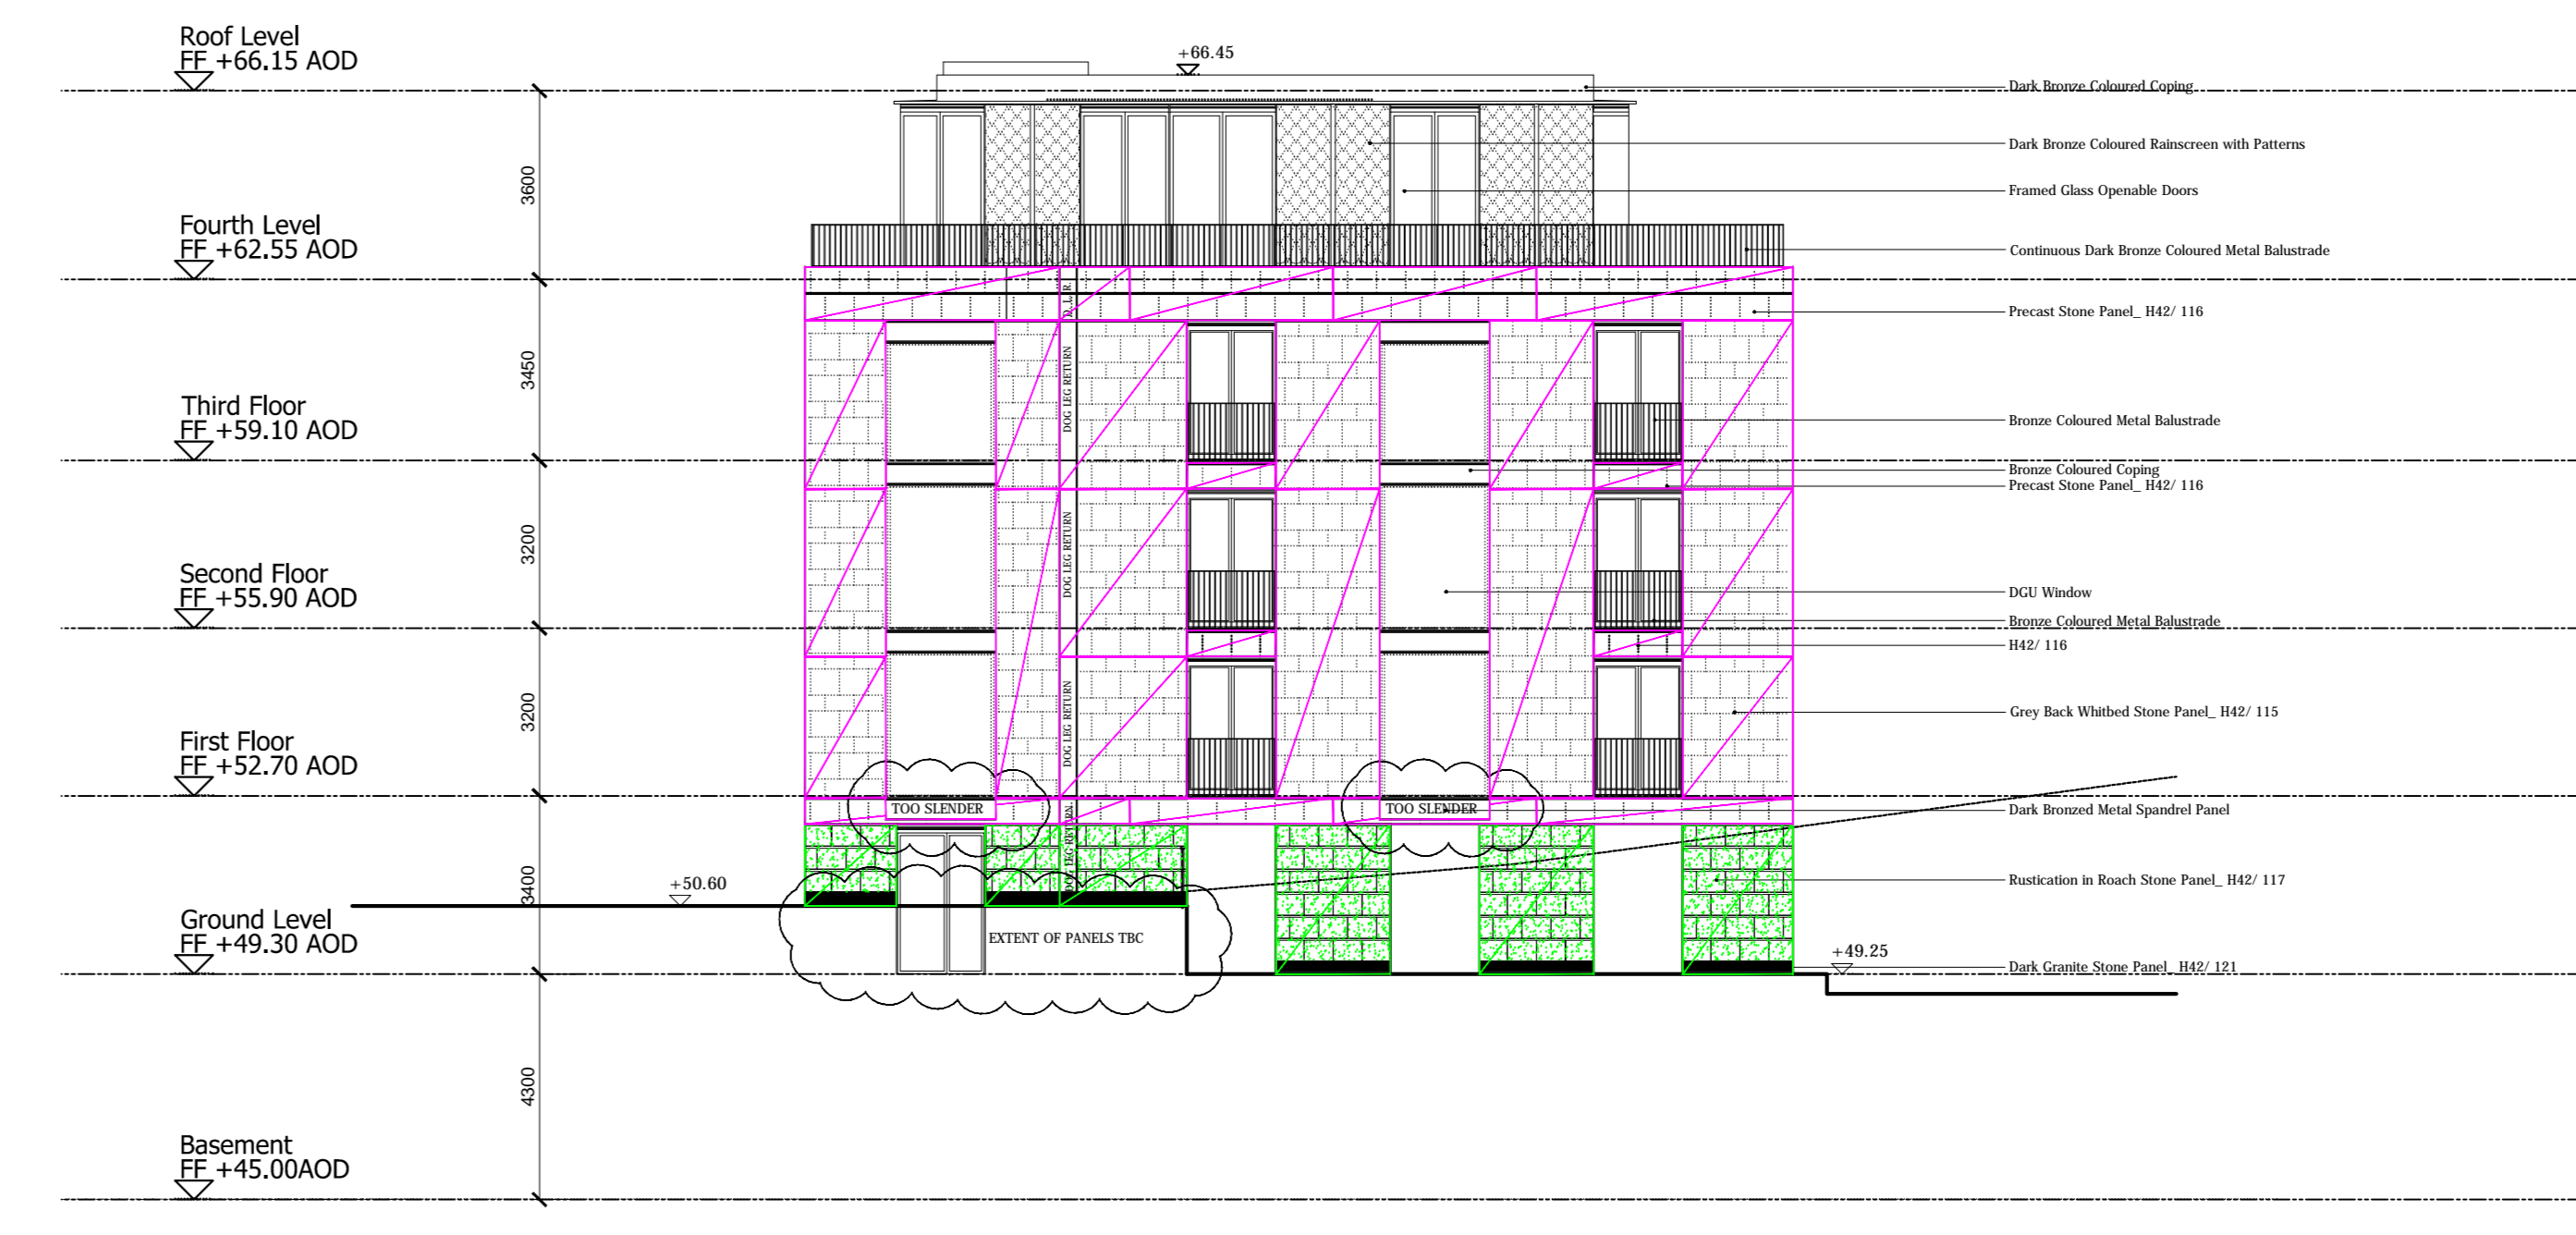 Roof Level
FF +66.15 AOD
+66.45
Dark Bronze Coloured Coping
Dark Bronze Coloured Rainscreen with Patterns
3600
Framed Glass Openable Doors
Fourth Level
FF +62.55 AOD
Continuous Dark Bronze Coloured Metal Balustrade
D.L.R.
Precast Stone Panel_ H42/ 116
3450
DOG LEG RETURN
Third Floor
FF +59.10 AOD
Bronze Coloured Metal Balustrade
Bronze Coloured Coping
Precast Stone Panel_ H42/ 116
3200
DOG LEG RETURN
Second Floor
FF +55.90 AOD
DGU Window
Bronze Coloured Metal Balustrade
H42/ 116
3200
DOG LEG RETURN
Grey Back Whitbed Stone Panel_ H42/ 115
First Floor
FF +52.70 AOD
TOO SLENDER
TOO SLENDER
Dark Bronzed Metal Spandrel Panel
DOG LEG RETURN
3400
+50.60
Rustication in Roach Stone Panel_ H42/ 117
Ground Level
FF +49.30 AOD
EXTENT OF PANELS TBC
+49.25
Dark Granite Stone Panel_ H42/ 121
4300
Basement
FF +45.00AOD